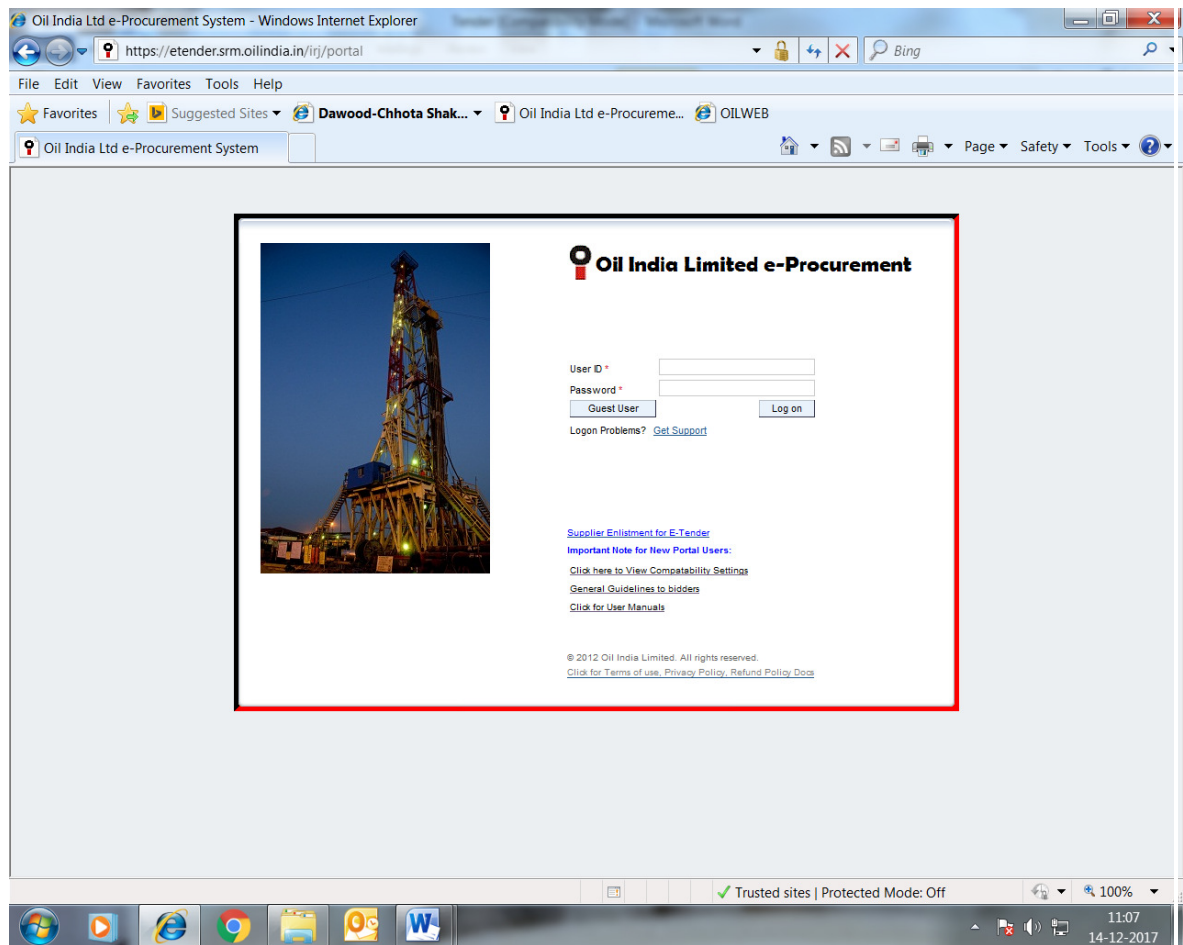 Oil India Ltd e-Procurement System - Windows Internet Explorer
https://etender.srm.oilindia.in/irj/portal
Bing
File Edit View Favorites Tools Help
Favorites Suggested Sites Dawood-Chhota Shak... Oil India Ltd e-Procureme... OILWEB
Oil India Ltd e-Procurement System
Page Safety Tools
Oil India Limited e-Procurement
User ID *
Password *
Guest User Log on
Logon Problems? Get Support
Supplier Enlistment for E-Tender
Important Note for New Portal Users:
Click here to View Compatability Settings
General Guidelines to bidders
Click for User Manuals
© 2012 Oil India Limited. All rights reserved.
Click for Terms of use, Privacy Policy, Refund Policy Docs
Trusted sites | Protected Mode: Off 100%
11:07
14-12-2017